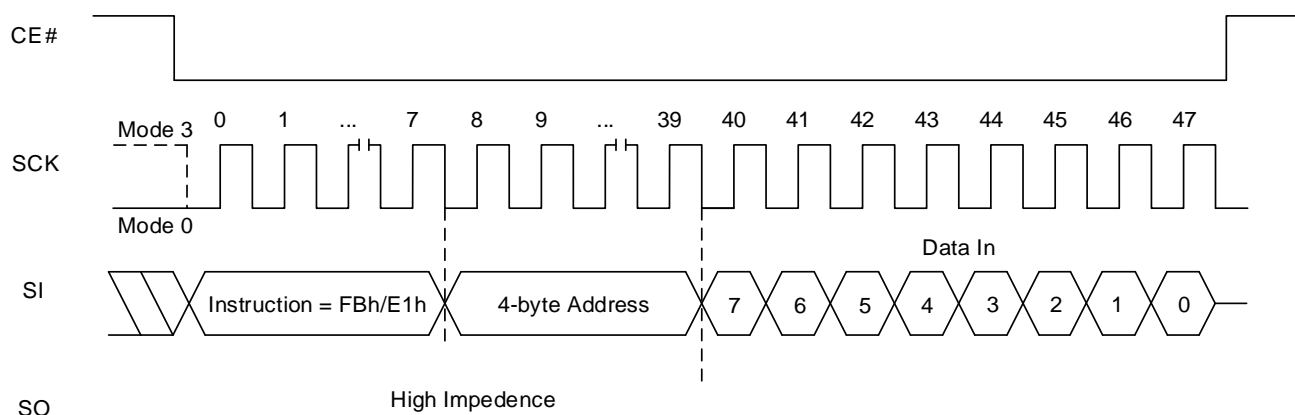 CE#
Mode 3 0 1 ... 7 8 9 ... 39 40 41 42 43 44 45 46 47
SCK
Mode 0
Data In
SI Instruction = FBh/E1h 4-byte Address 7 6 5 4 3 2 1 0
High Impedence
SO